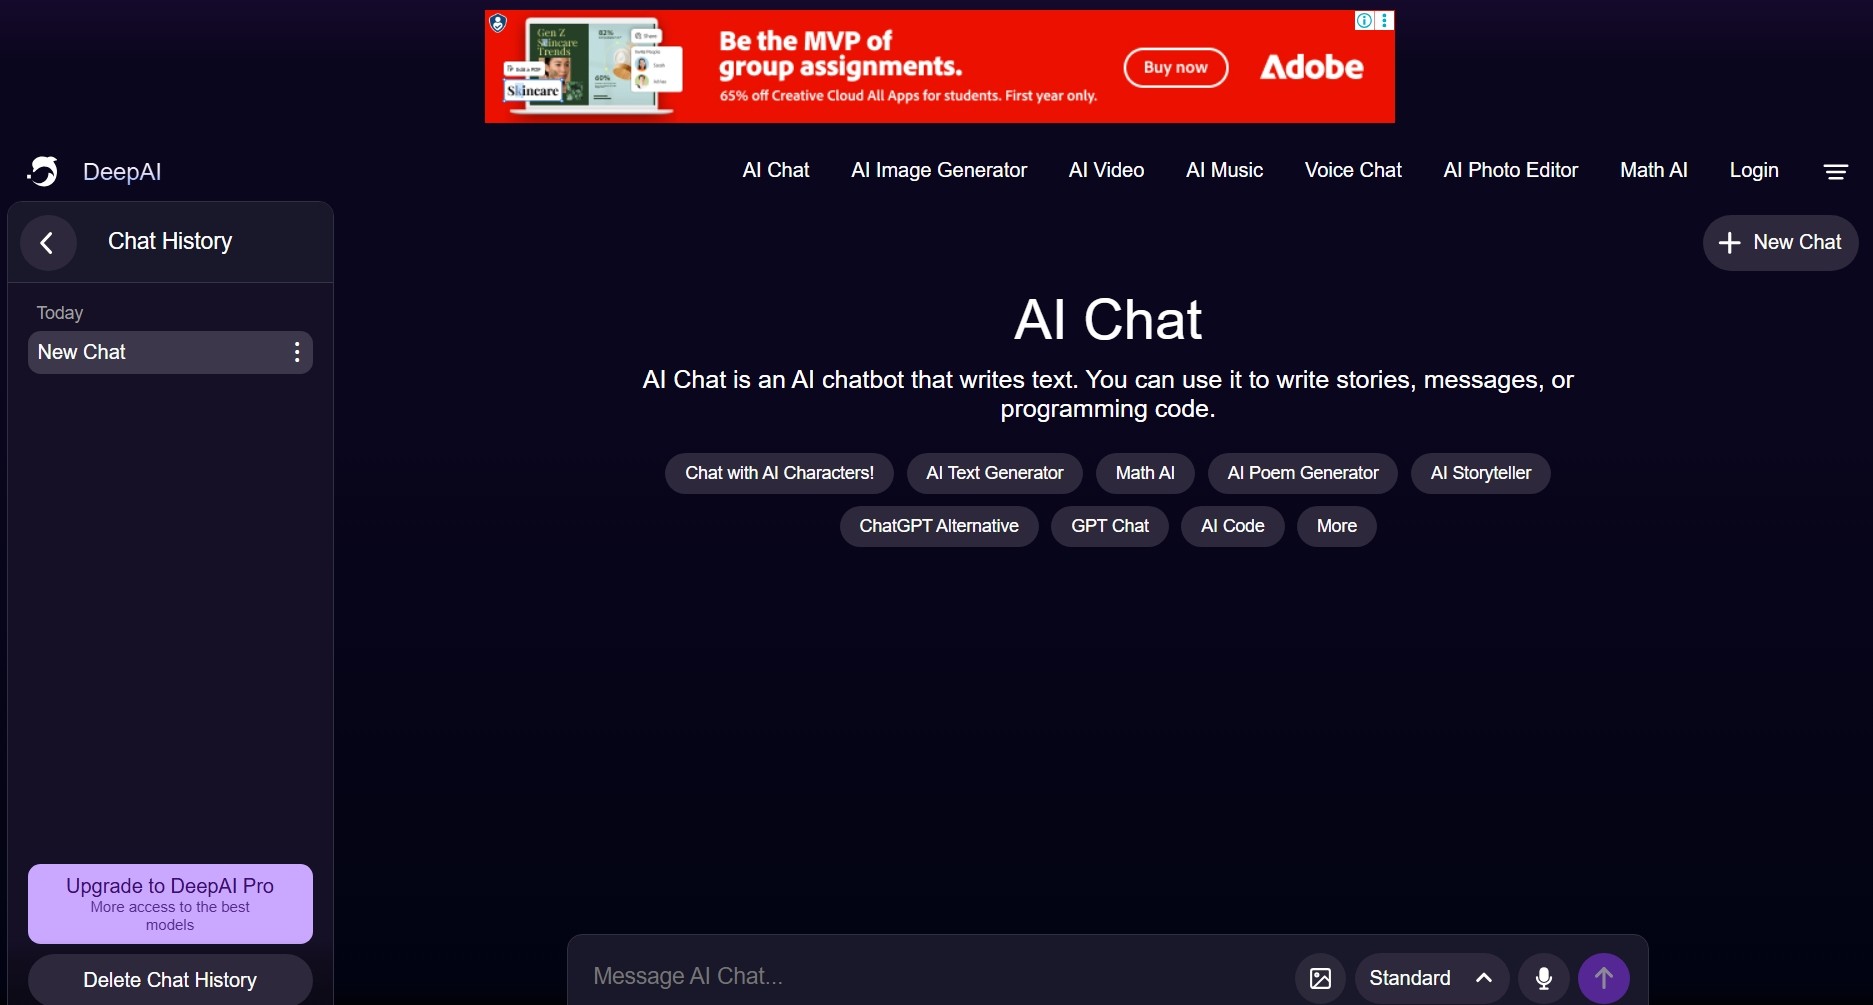 Gen Z
Skincare
Trends
82%
60%
Share
Skincare
Be the MVP of
group assignments.
65% off Creative Cloud All Apps for students. First year only.
Buy now
Adobe
DeepAI
AI Chat
AI Image Generator
AI Video
AI Music
Voice Chat
AI Photo Editor
Math AI
Login
Chat History
New Chat
Today
New Chat
AI Chat
AI Chat is an AI chatbot that writes text. You can use it to write stories, messages, or
programming code.
Chat with AI Characters!
AI Text Generator
Math AI
AI Poem Generator
AI Storyteller
ChatGPT Alternative
GPT Chat
AI Code
More
Upgrade to DeepAI Pro
More access to the best
models
Delete Chat History
Message AI Chat...
Standard